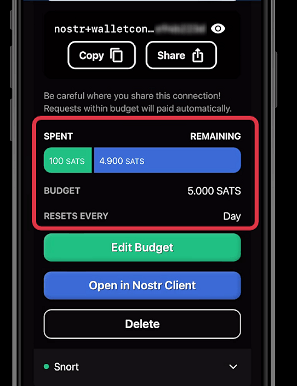 nostr+walletcon...
Copy
Share
Be careful where you share this connection!
Requests within budget will paid automatically.
SPENT REMAINING
100 SATS 4.900 SATS
BUDGET 5.000 SATS
RESETS EVERY Day
Edit Budget
Open in Nostr Client
Delete
Snort